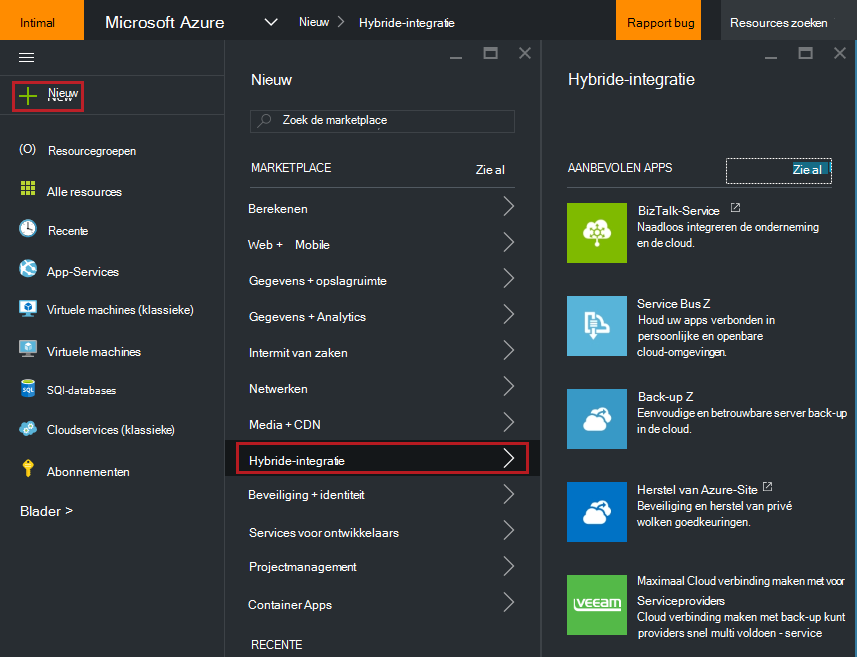 Intimal
Microsoft Azure
Nieuw
Hybride-integratie
Rapport bug
Resources zoeken
Nieuw
Resourcegroepen
Alle resources
Recente
App-Services
Virtuele machines (klassieke)
Virtuele machines
SQl-databases
Cloudservices (klassieke)
Abonnementen
Blader >
Nieuw
Zoek de marketplace
MARKETPLACE
Zie al
Berekenen
Web + Mobile
Gegevens + opslagruimte
Gegevens + Analytics
Intermit van zaken
Netwerken
Media + CDN
Hybride-integratie
Beveiliging + identiteit
Services voor ontwikkelaars
Projectmanagement
Container Apps
RECENTE
Hybride-integratie
AANBEVOLEN APPS
Zie al
BizTalk-Service
Naadloos integreren de onderneming
en de cloud.
Service Bus Z
Houd uw apps verbonden in
persoonlijke en openbare
cloud-omgevingen.
Back-up Z
Eenvoudige en betrouwbare server back-up
in de cloud.
Herstel van Azure-Site
Beveiliging en herstel van privé
wolken goedkeuringen.
veeam
Maximaal Cloud verbinding maken met voor
Serviceproviders
Cloud verbinding maken met back-up kunt
providers snel multi voldoen - service